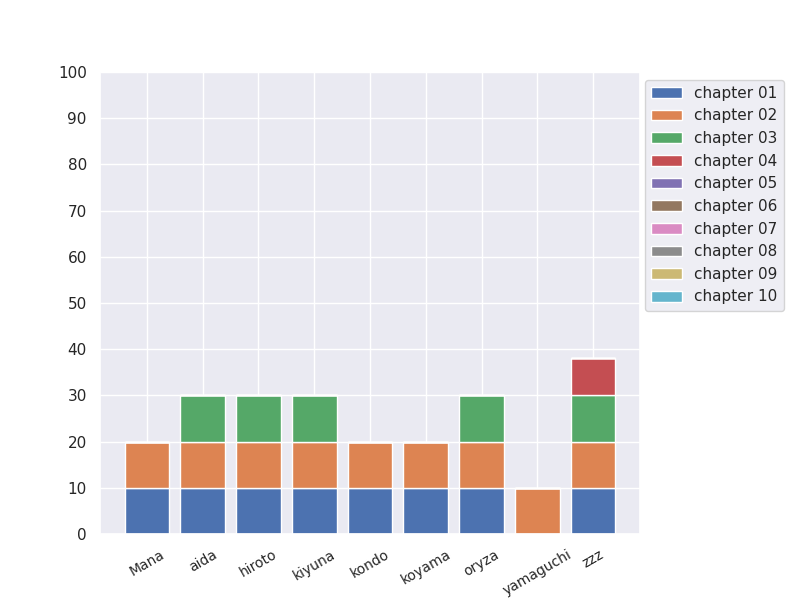 100
90
80
70
60
50
40
30
20
10
0
Mana
aida
hiroto
kiyuna
kondo
koyama
oryza
yamaguchi
zzz
chapter 01
chapter 02
chapter 03
chapter 04
chapter 05
chapter 06
chapter 07
chapter 08
chapter 09
chapter 10